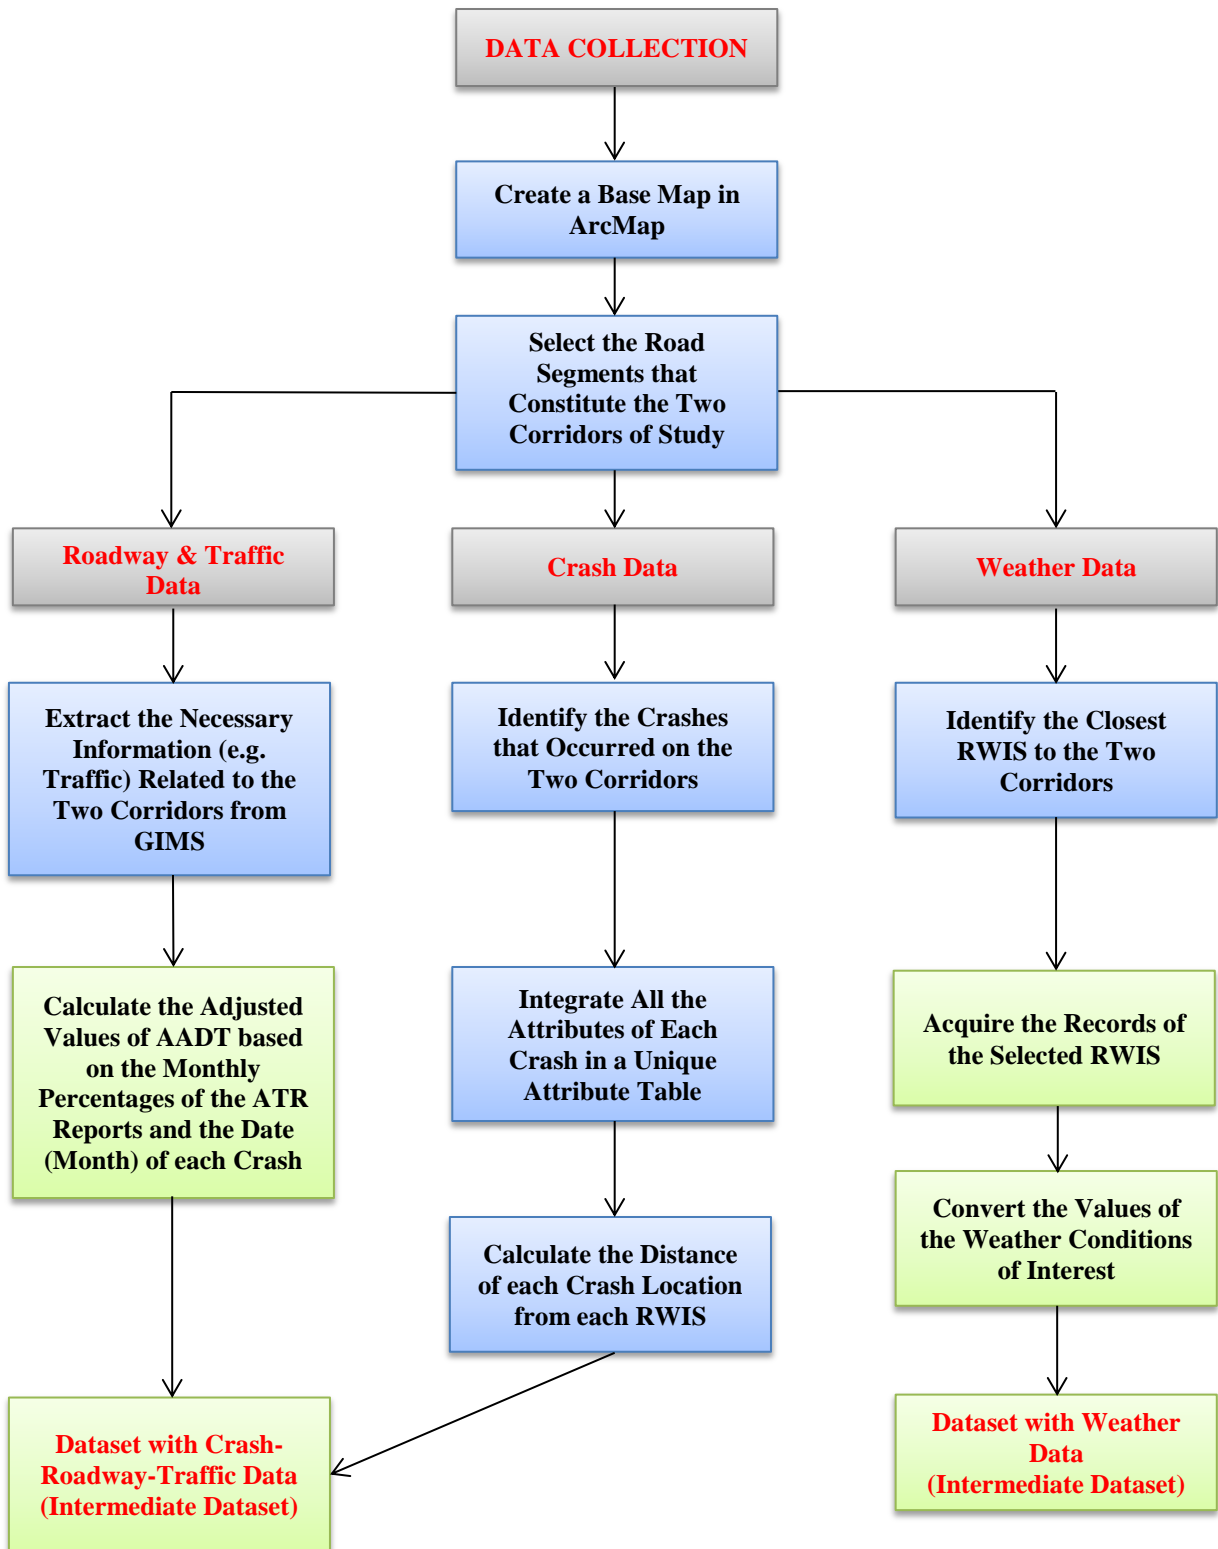 DATA COLLECTION
Create a Base Map in
ArcMap
Select the Road
Segments that
Constitute the Two
Corridors of Study
Roadway & Traffic
Data
Crash Data
Weather Data
Extract the Necessary
Information (e.g.
Traffic) Related to the
Two Corridors from
GIMS
Identify the Crashes
that Occurred on the
Two Corridors
Identify the Closest
RWIS to the Two
Corridors
Calculate the Adjusted
Values of AADT based
on the Monthly
Percentages of the ATR
Reports and the Date
(Month) of each Crash
Integrate All the
Attributes of Each
Crash in a Unique
Attribute Table
Acquire the Records of
the Selected RWIS
Convert the Values of
the Weather Conditions
of Interest
Calculate the Distance
of each Crash Location
from each RWIS
Dataset with Crash-
Roadway-Traffic Data
(Intermediate Dataset)
Dataset with Weather
Data
(Intermediate Dataset)